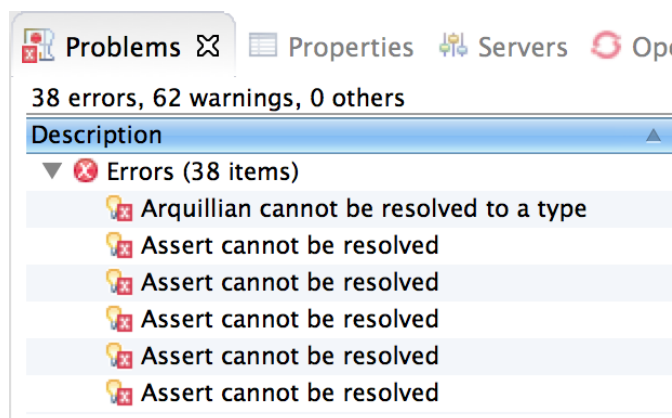 Problems Properties Servers
38 errors, 62 warnings, 0 others
Description
Errors (38 items)
Arquillian cannot be resolved to a type
Assert cannot be resolved
Assert cannot be resolved
Assert cannot be resolved
Assert cannot be resolved
Assert cannot be resolved